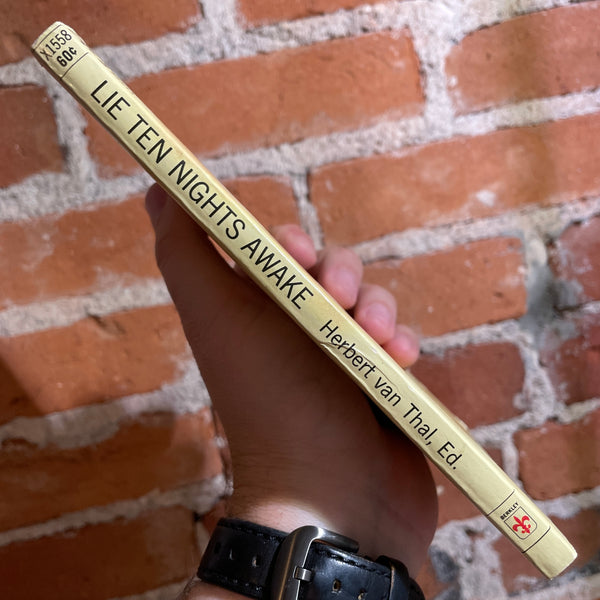 X1558
60¢
LIE TEN NIGHTS AWAKE
Herbert van Thal, Ed.
BERKLEY